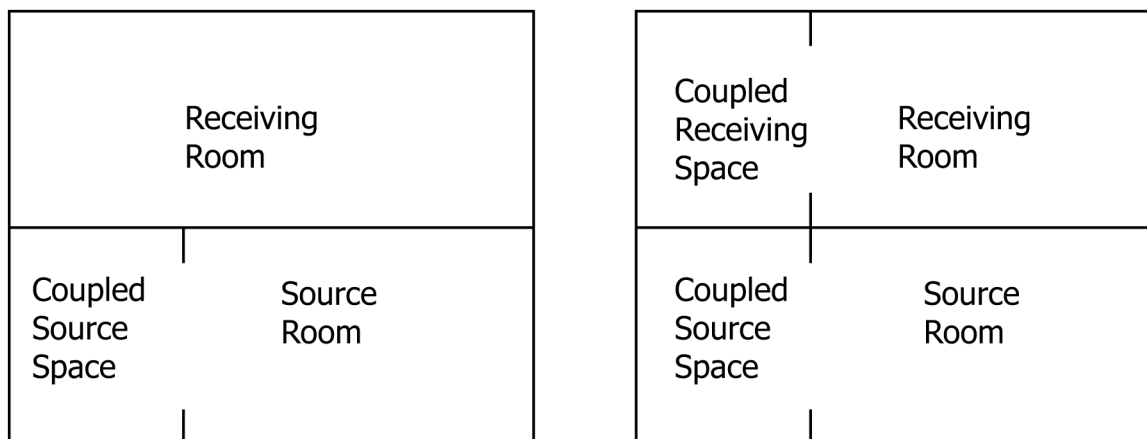 Receiving
Room
Coupled
Source
Space
Source
Room
Coupled
Receiving
Space
Receiving
Room
Coupled
Source
Space
Source
Room